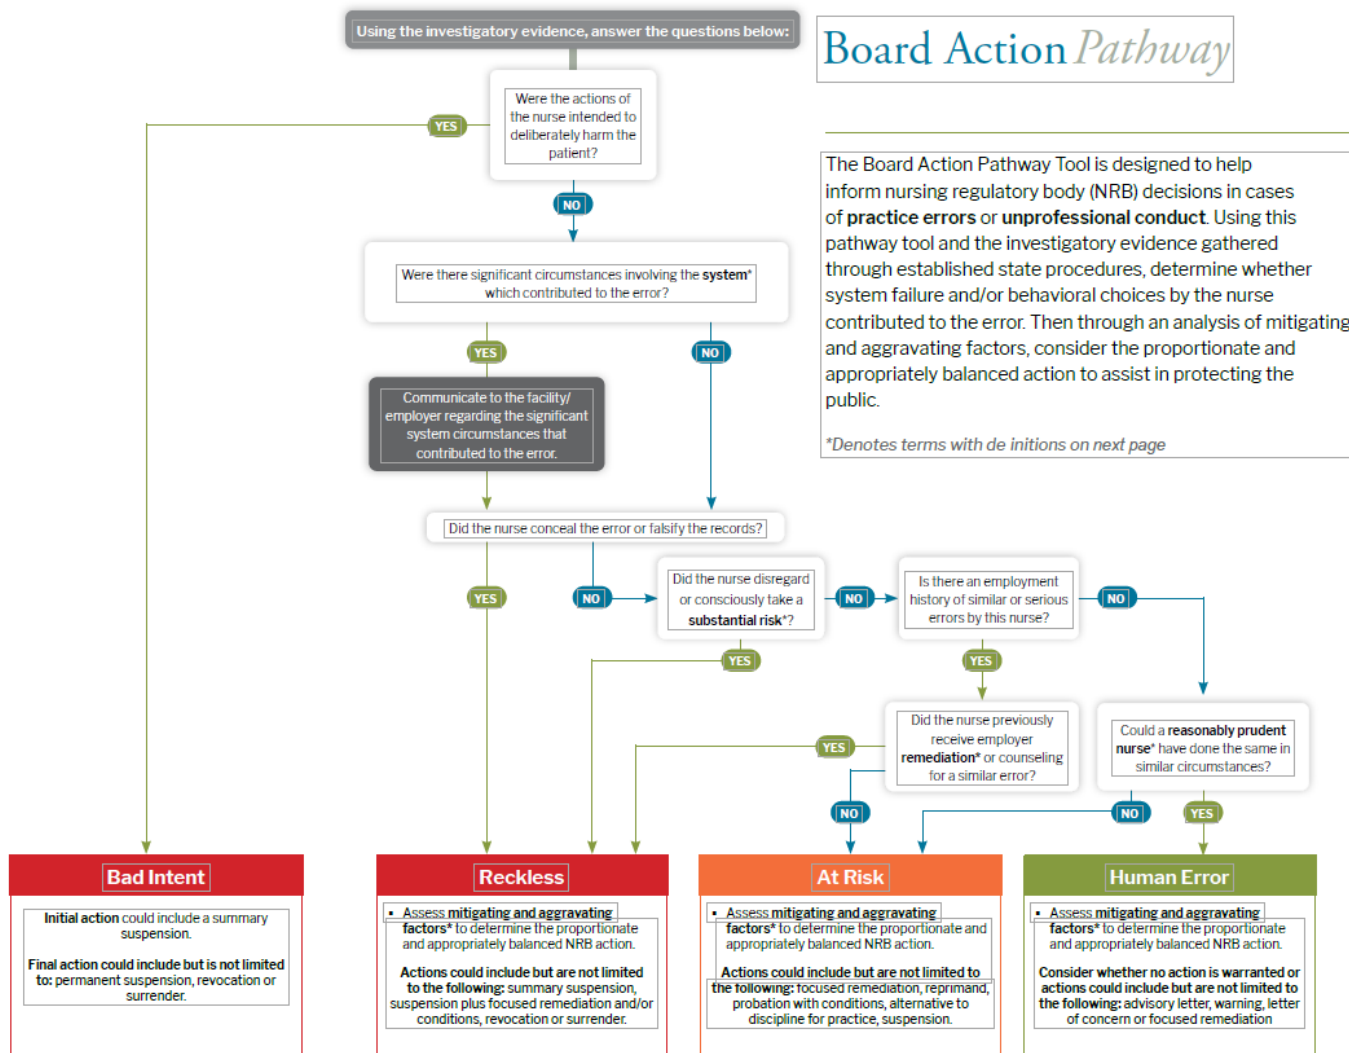 Using the investigatory evidence, answer the questions below:
Board Action Pathway
Were the actions of
the nurse intended to
deliberately harm the
patient?
YES
NO
The Board Action Pathway Tool is designed to help
inform nursing regulatory body (NRB) decisions in cases
of practice errors or unprofessional conduct. Using this
pathway tool and the investigatory evidence gathered
through established state procedures, determine whether
system failure and/or behavioral choices by the nurse
contributed to the error. Then through an analysis of mitigating
and aggravating factors, consider the proportionate and
appropriately balanced action to assist in protecting the
public.
*Denotes terms with de initions on next page
Were there significant circumstances involving the system*
which contributed to the error?
YES
NO
Communicate to the facility/
employer regarding the significant
system circumstances that
contributed to the error.
Did the nurse conceal the error or falsify the records?
YES
NO
Did the nurse disregard
or consciously take a
substantial risk*?
NO
YES
Is there an employment
history of similar or serious
errors by this nurse?
NO
YES
Did the nurse previously
receive employer
remediation* or counseling
for a similar error?
YES
NO
Could a reasonably prudent
nurse* have done the same in
similar circumstances?
NO
YES
Bad Intent
Initial action could include a summary
suspension.
Final action could include but is not limited
to: permanent suspension, revocation or
surrender.
Reckless
▪ Assess mitigating and aggravating
factors* to determine the proportionate
and appropriately balanced NRB action.
Actions could include but are not limited
to the following: summary suspension,
suspension plus focused remediation and/or
conditions, revocation or surrender.
At Risk
▪ Assess mitigating and aggravating
factors* to determine the proportionate and
appropriately balanced NRB action.
Actions could include but are not limited to
the following: focused remediation, reprimand,
probation with conditions, alternative to
discipline for practice, suspension.
Human Error
▪ Assess mitigating and aggravating
factors* to determine the proportionate
and appropriately balanced NRB action.
Consider whether no action is warranted or
actions could include but are not limited to
the following: advisory letter, warning, letter
of concern or focused remediation